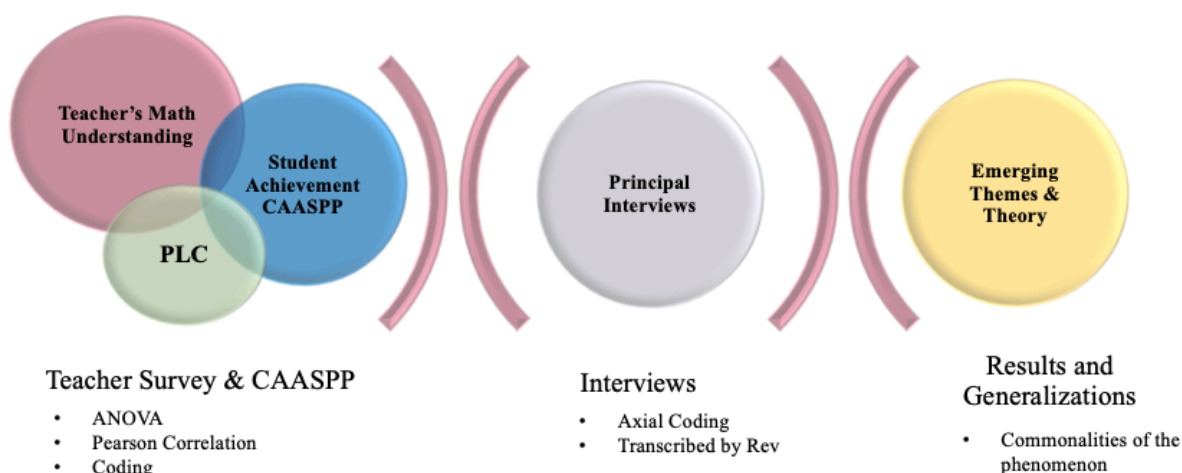 Teacher's Math
Understanding
Student
Achievement
CAASPP
PLC
Principal
Interviews
Emerging
Themes &
Theory
Teacher Survey & CAASPP
• ANOVA
• Pearson Correlation
• Coding
Interviews
• Axial Coding
• Transcribed by Rev
Results and
Generalizations
• Commonalities of the
phenomenon